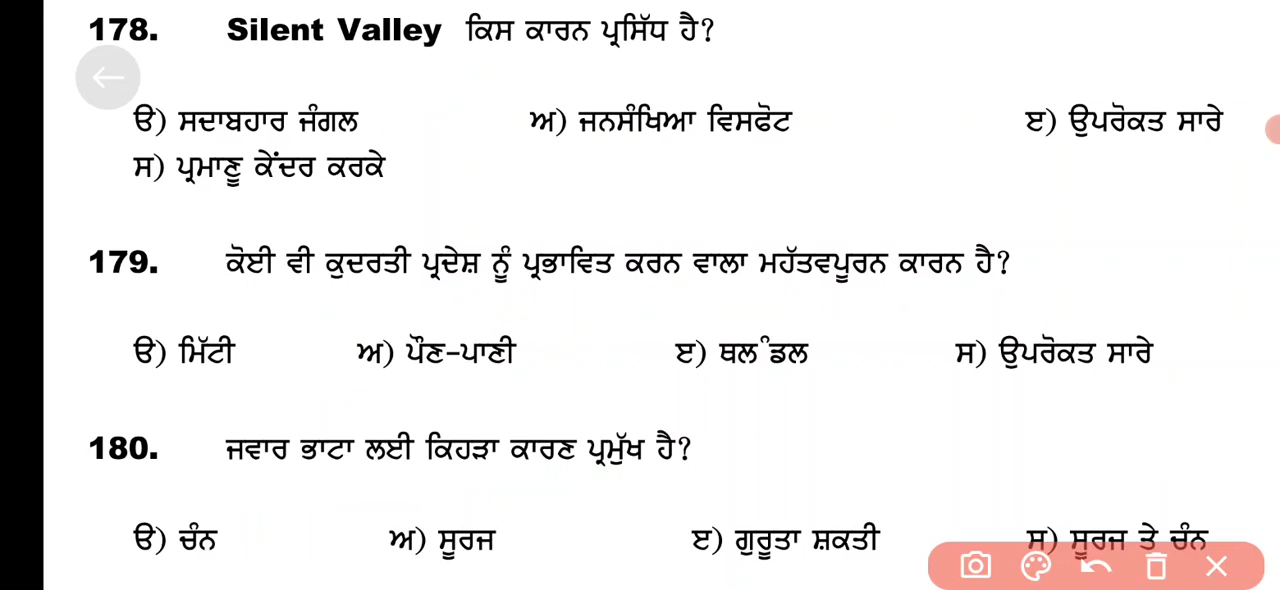 178. Silent Valley ਕਿਸ ਕਾਰਨ ਪ੍ਰਸਿੱਧ ਹੈ?
ੳ) ਸਦਾਬਹਾਰ ਜੰਗਲ ਅ) ਜਨਸੰਖਿਆ ਵਿਸਫੋਟ ੲ) ਉਪਰੋਕਤ ਸਾਰੇ
ਸ) ਪ੍ਰਮਾਣੂ ਕੇਂਦਰ ਕਰਕੇ
179. ਕੋਈ ਵੀ ਕੁਦਰਤੀ ਪ੍ਰਦੇਸ਼ ਨੂੰ ਪ੍ਰਭਾਵਿਤ ਕਰਨ ਵਾਲਾ ਮਹੱਤਵਪੂਰਨ ਕਾਰਨ ਹੈ?
ੳ) ਮਿੱਟੀ ਅ) ਪੌਣ-ਪਾਣੀ ੲ) ਥਲ ੰਡਲ ਸ) ਉਪਰੋਕਤ ਸਾਰੇ
180. ਜਵਾਰ ਭਾਟਾ ਲਈ ਕਿਹੜਾ ਕਾਰਣ ਪ੍ਰਮੁੱਖ ਹੈ?
ੳ) ਚੰਨ ਅ) ਸੂਰਜ ੲ) ਗੁਰੂਤਾ ਸ਼ਕਤੀ ਸ) ਸੂਰਜ ਤੇ ਚੰਨ